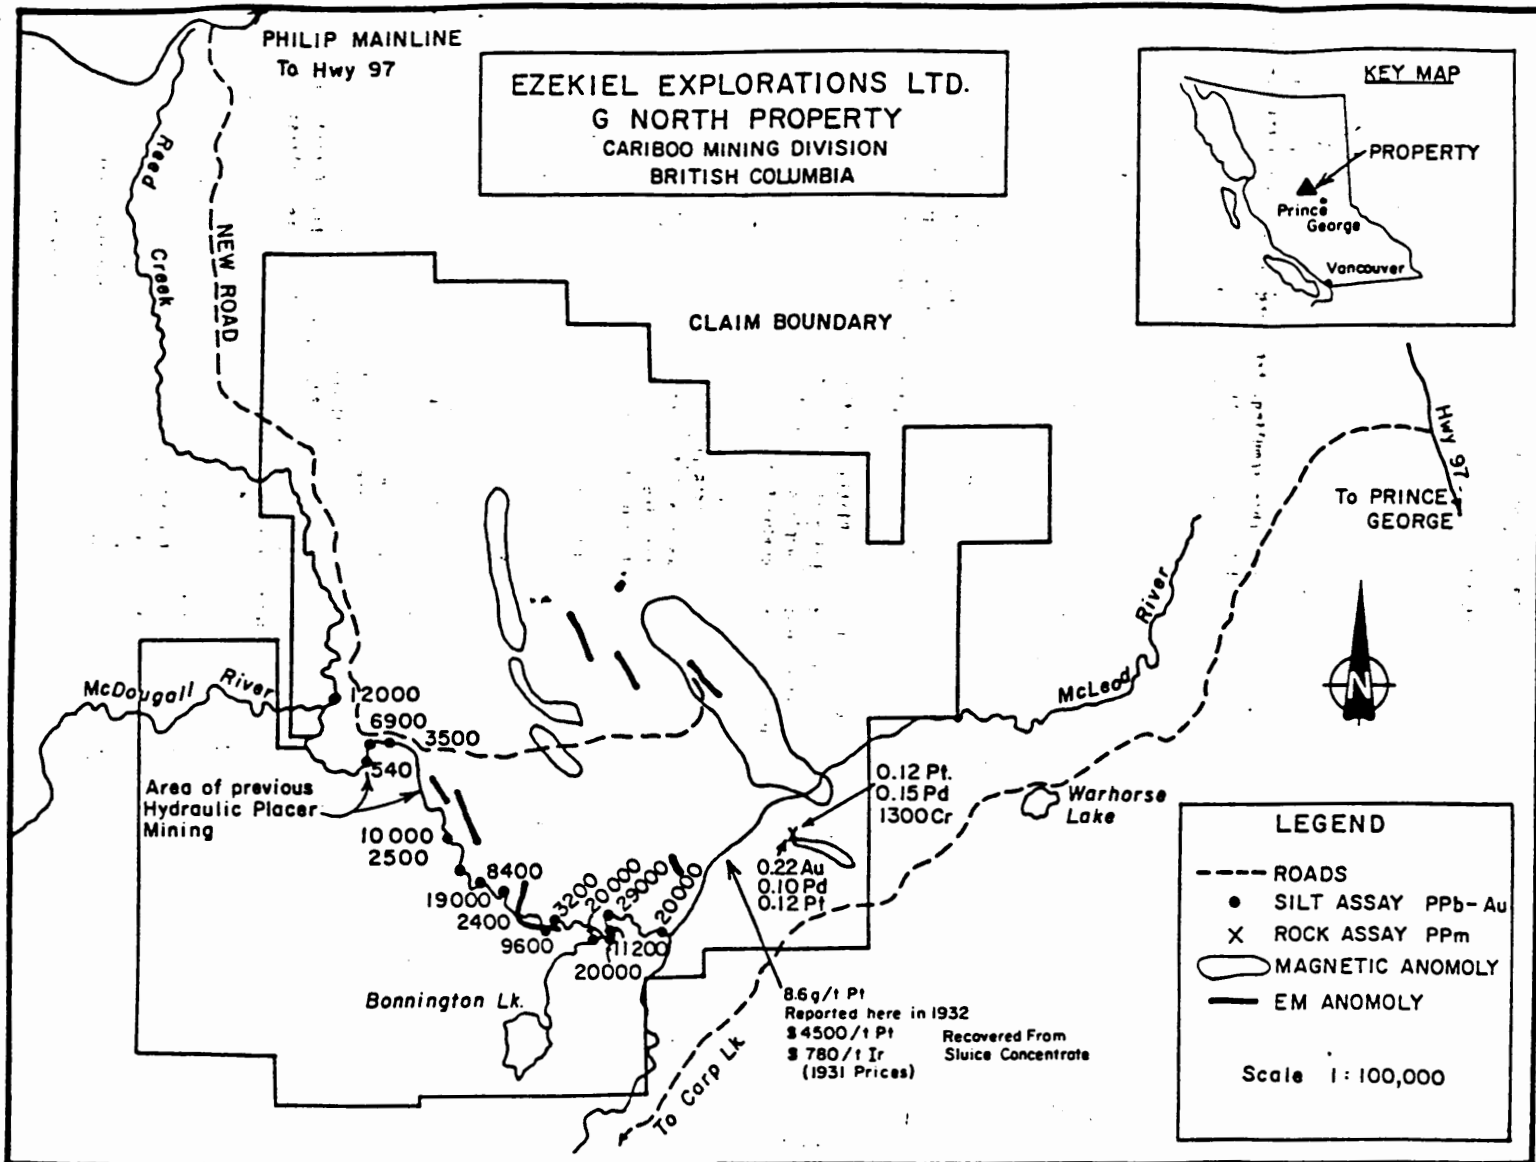 PHILIP MAINLINE
To Hwy 97
EZEKIEL EXPLORATIONS LTD.
G NORTH PROPERTY
CARIBOO MINING DIVISION
BRITISH COLUMBIA
KEY MAP
PROPERTY
Prince
George
Vancouver
Reed Creek
NEW ROAD
CLAIM BOUNDARY
Hwy 97
To PRINCE
GEORGE
McLeod River
N
McDougall River
12000
6900
3500
540
Area of previous
Hydraulic Placer
Mining
10000
2500
8400
19000
2400
3200
20000
29000
20000
9600
11200
20000
Bonnington Lk.
0.12 Pt.
0.15 Pd
1300 Cr
0.22 Au
0.10 Pd
0.12 Pt
Warhorse
Lake
8.6 g/t Pt
Reported here in 1932
$4500/t Pt
$ 780/t Ir
(1931 Prices)
Recovered From
Sluice Concentrate
To Carp Lk
LEGEND
ROADS
SILT ASSAY PPb-Au
X ROCK ASSAY PPm
MAGNETIC ANOMOLY
EM ANOMOLY
Scale 1:100,000